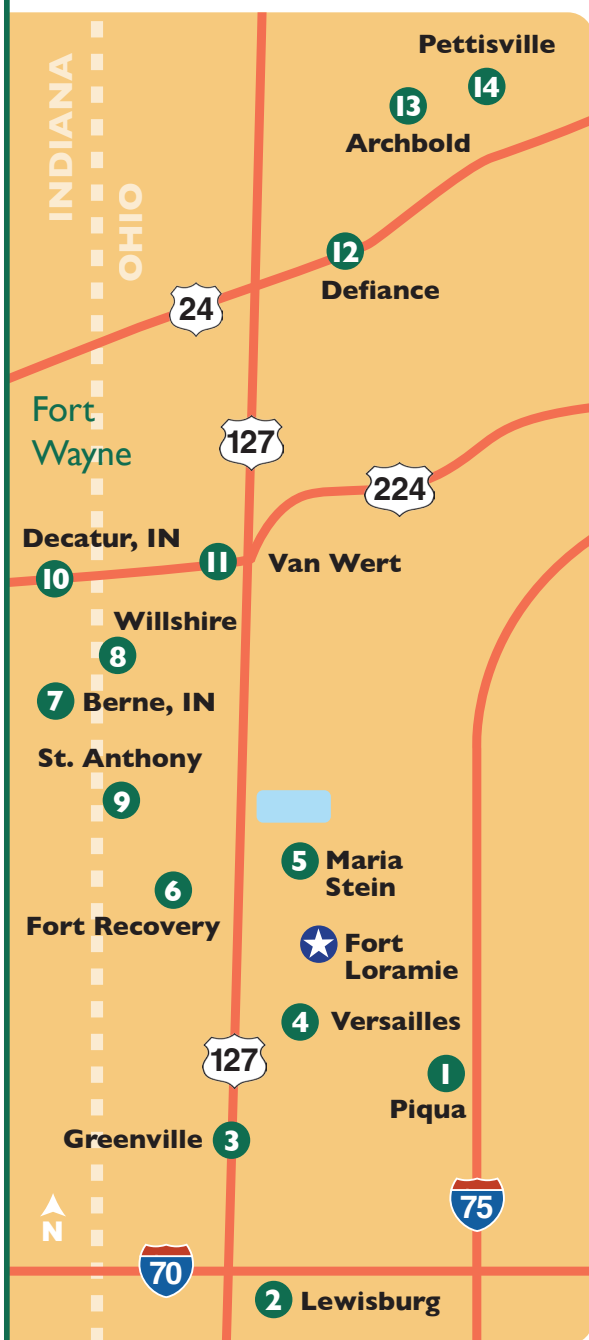 Pettisville
14
13
Archbold
INDIANA
OHIO
12
Defiance
24
Fort
Wayne
127
224
Decatur, IN
10
11
Van Wert
Willshire
8
7
Berne, IN
St. Anthony
9
5
Maria
Stein
6
Fort Recovery
Fort
Loramie
4
Versailles
127
1
Piqua
Greenville
3
N
75
70
2
Lewisburg